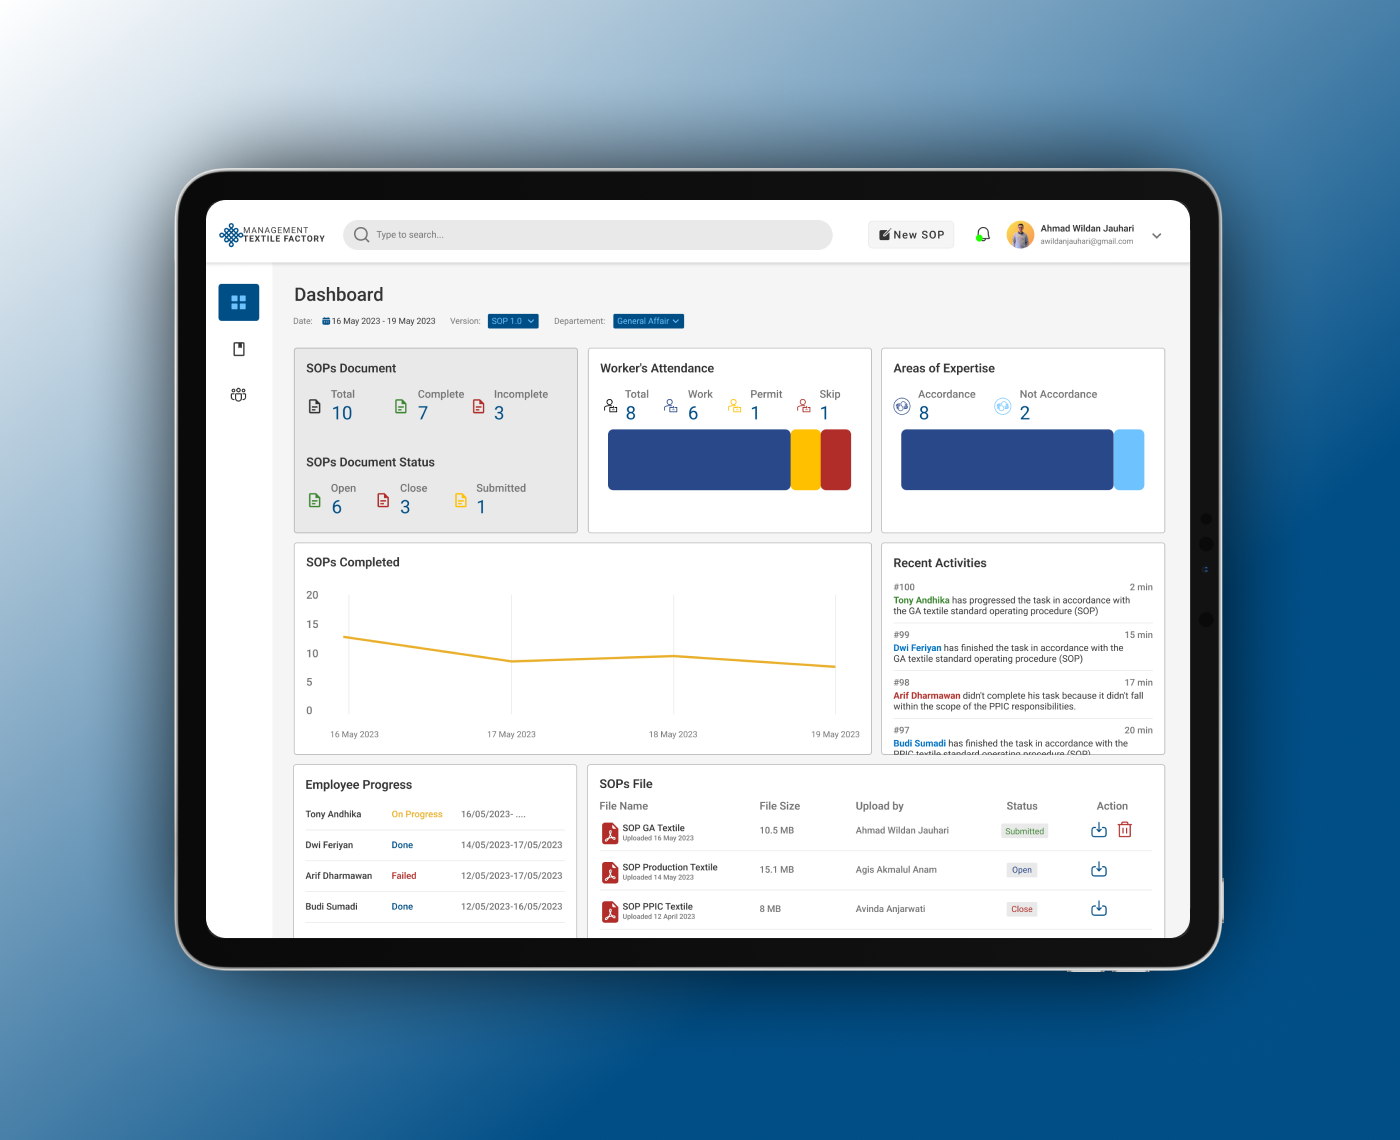 MANAGEMENT
TEXTILE FACTORY
Type to search...
New SOP
Ahmad Wildan Jauhari
awildanjauhari@gmail.com
Dashboard
Date: 16 May 2023 - 19 May 2023 Version: SOP 1.0 Departement: General Affair
SOPs Document
Total Complete Incomplete
10 7 3
SOPs Document Status
Open Close Submitted
6 3 1
Worker's Attendance
Total Work Permit Skip
8 6 1 1
Areas of Expertise
Accordance Not Accordance
8 2
SOPs Completed
20
15
10
5
0
16 May 2023 17 May 2023 18 May 2023 19 May 2023
Recent Activities
#100 2 min
Tony Andhika has progressed the task in accordance with
the GA textile standard operating procedure (SOP)
#99 15 min
Dwi Feriyan has finished the task in accordance with the
GA textile standard operating procedure (SOP)
#98 17 min
Arif Dharmawan didn't complete his task because it didn't fall
within the scope of the PPIC responsibilities.
#97 20 min
Budi Sumadi has finished the task in accordance with the
PPIC textile standard operating procedure (SOP)
Employee Progress
Tony Andhika On Progress 16/05/2023- ....
Dwi Feriyan Done 14/05/2023-17/05/2023
Arif Dharmawan Failed 12/05/2023-17/05/2023
Budi Sumadi Done 12/05/2023-16/05/2023
SOPs File
File Name File Size Upload by Status Action
SOP GA Textile 10.5 MB Ahmad Wildan Jauhari Submitted
Uploaded 16 May 2023
SOP Production Textile 15.1 MB Agis Akmalul Anam Open
Uploaded 14 May 2023
SOP PPIC Textile 8 MB Avinda Anjarwati Close
Uploaded 12 April 2023